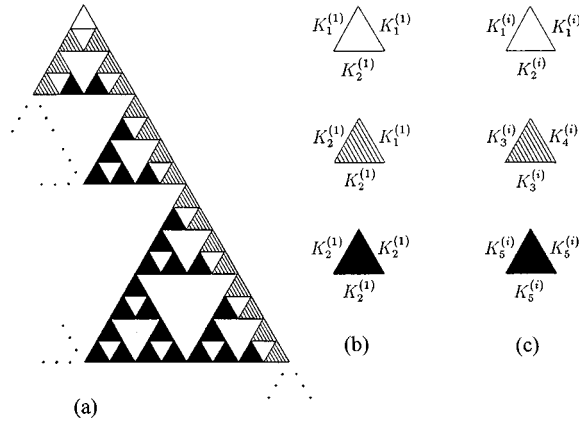 K_1^{(1)} K_1^{(1)} K_1^{(i)} K_1^{(i)}
K_2^{(1)} K_2^{(i)}
K_2^{(1)} K_1^{(1)} K_3^{(i)} K_4^{(i)}
K_2^{(1)} K_3^{(i)}
K_2^{(1)} K_2^{(1)} K_5^{(i)} K_5^{(i)}
K_2^{(1)} K_5^{(i)}
(b) (c)
(a)